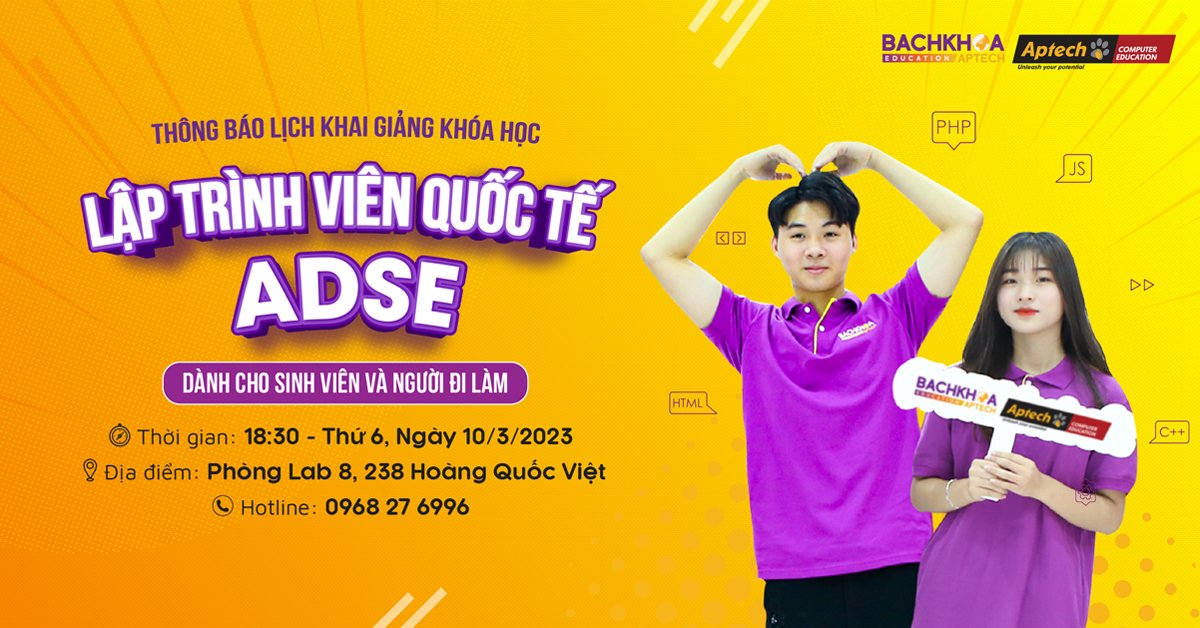 BACHKHOA
EDUCATION APTECH
Aptech COMPUTER EDUCATION
Unleash your potential
THÔNG BÁO LỊCH KHAI GIẢNG KHÓA HỌC
LẬP TRÌNH VIÊN QUỐC TẾ
ADSE
DÀNH CHO SINH VIÊN VÀ NGƯỜI ĐI LÀM
Thời gian: 18:30 - Thứ 6, Ngày 10/3/2023
Địa điểm: Phòng Lab 8, 238 Hoàng Quốc Việt
Hotline: 0968 27 6996
PHP
JS
HTML
C++
BACHKHOA
BACHKHOA
EDUCATION APTECH
Aptech COMPUTER EDUCATION